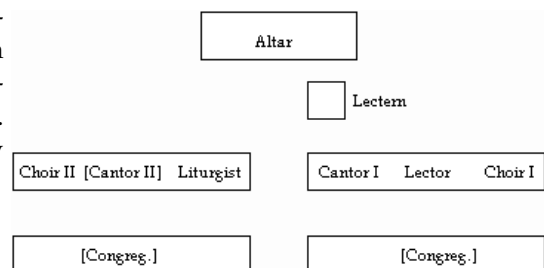 Altar
Lectern
Choir II [Cantor II] Liturgist
Cantor I Lector Choir I
[Congreg.]
[Congreg.]